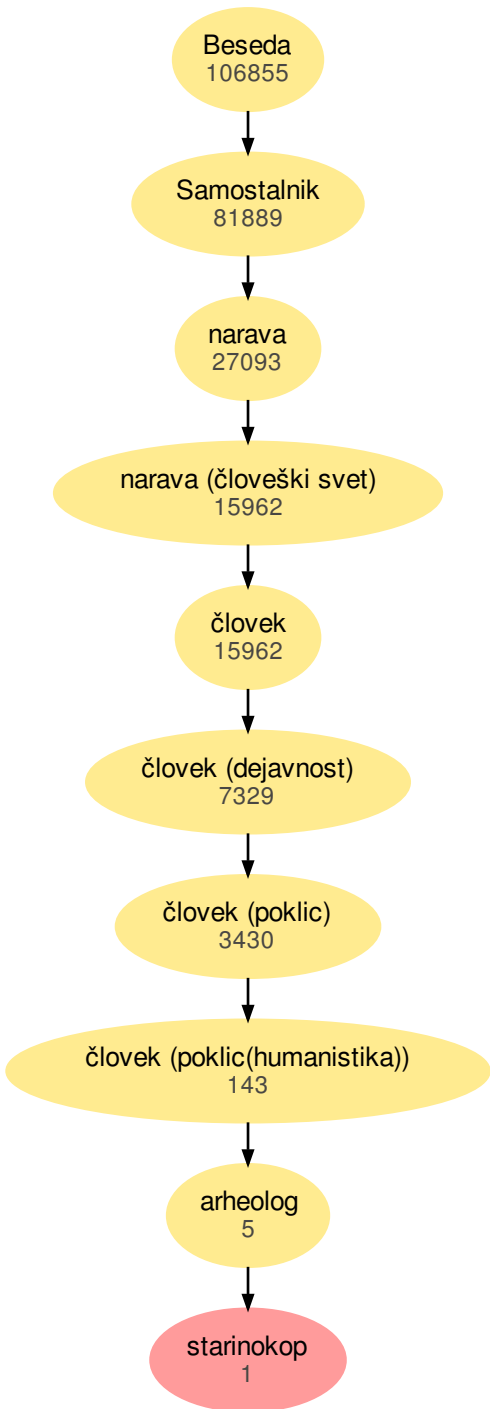 Beseda
106855
Samostalnik
81889
narava
27093
narava (človeški svet)
15962
človek
15962
človek (dejavnost)
7329
človek (poklic)
3430
človek (poklic(humanistika))
143
arheolog
5
starinokop
1